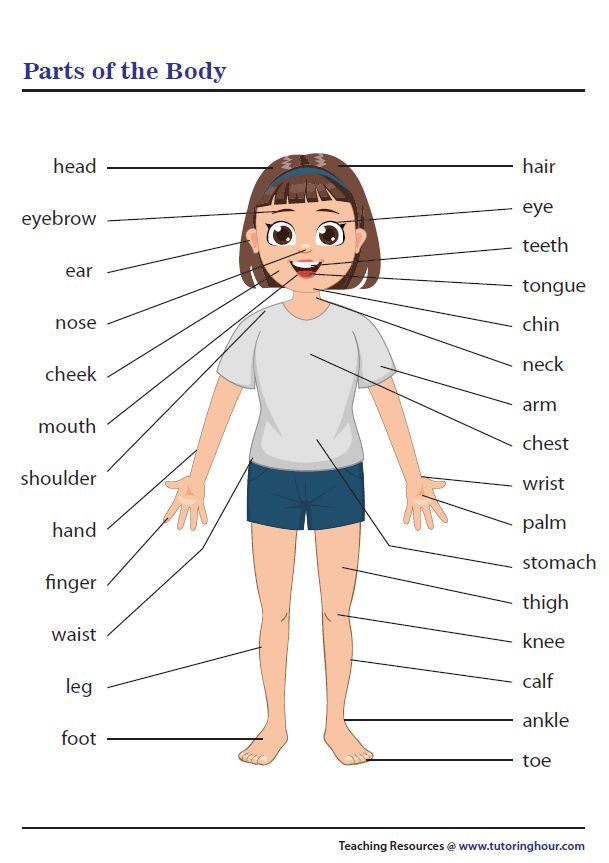 Parts of the Body
head
eyebrow
ear
nose
cheek
mouth
shoulder
hand
finger
waist
leg
foot
hair
eye
teeth
tongue
chin
neck
arm
chest
wrist
palm
stomach
thigh
knee
calf
ankle
toe
Teaching Resources @ www.tutoringhour.com